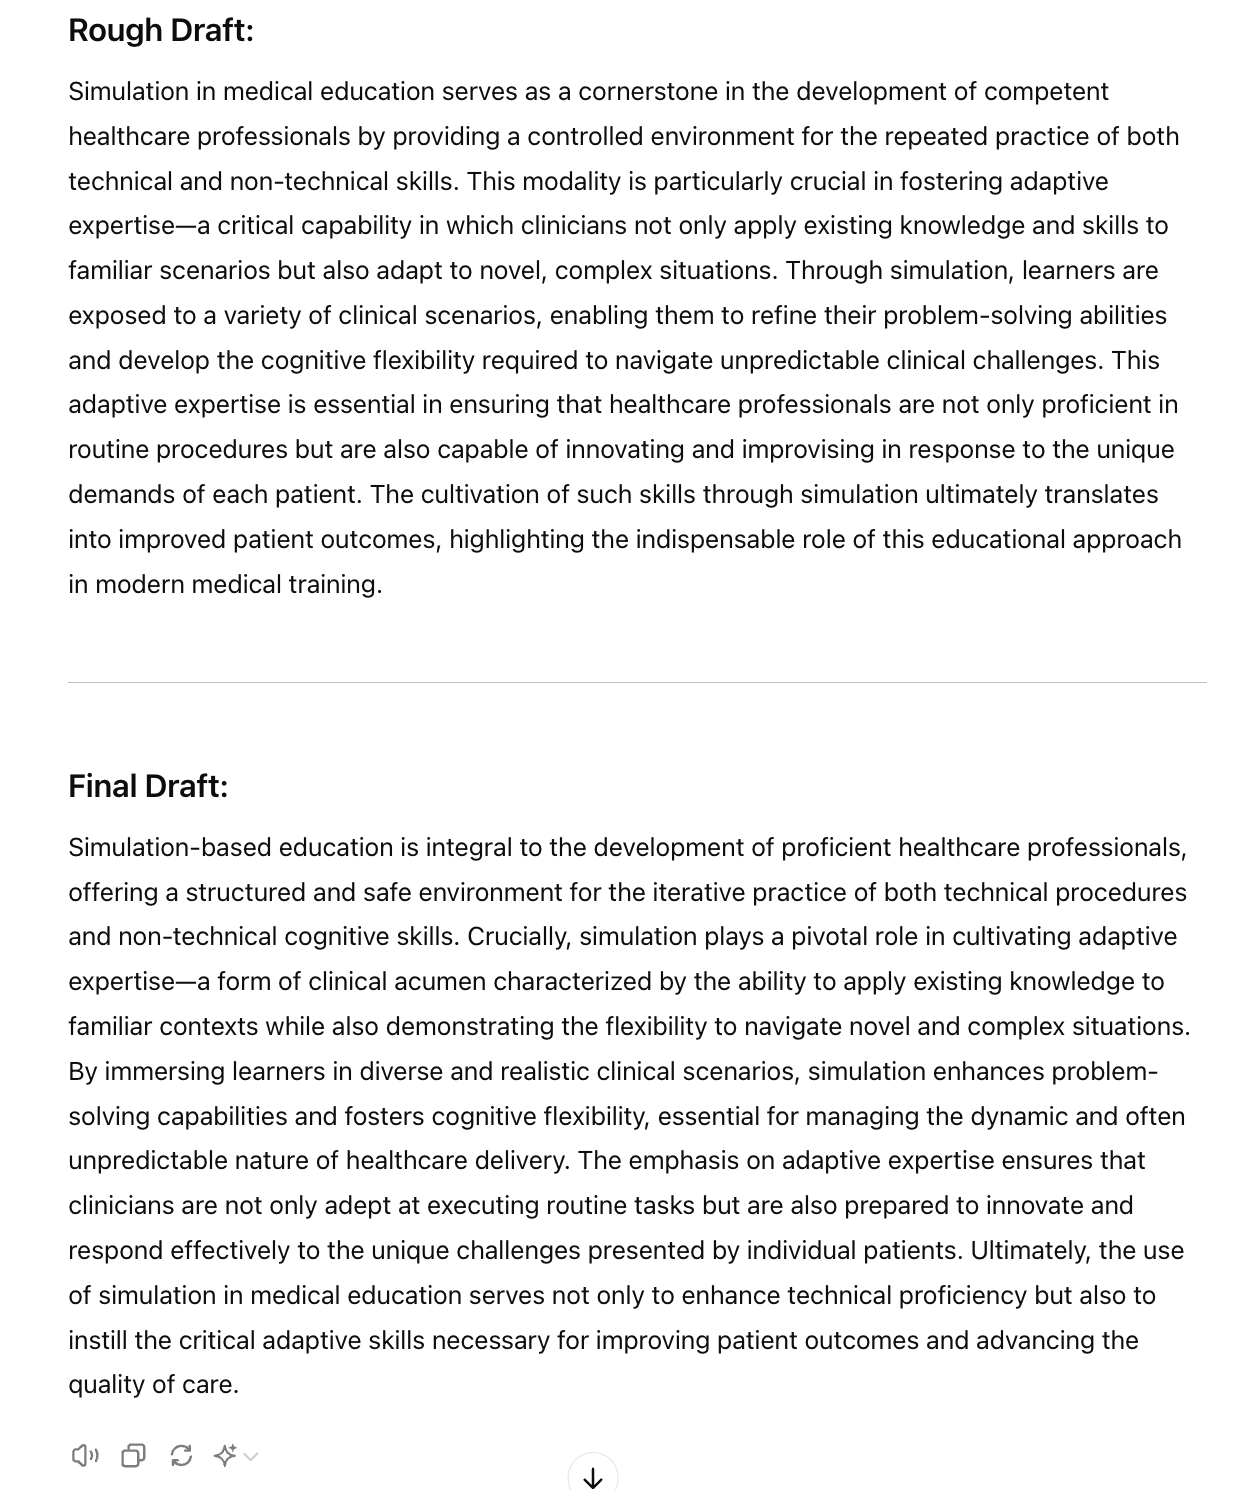 Rough Draft:
Simulation in medical education serves as a cornerstone in the development of competent
healthcare professionals by providing a controlled environment for the repeated practice of both
technical and non-technical skills. This modality is particularly crucial in fostering adaptive
expertise—a critical capability in which clinicians not only apply existing knowledge and skills to
familiar scenarios but also adapt to novel, complex situations. Through simulation, learners are
exposed to a variety of clinical scenarios, enabling them to refine their problem-solving abilities
and develop the cognitive flexibility required to navigate unpredictable clinical challenges. This
adaptive expertise is essential in ensuring that healthcare professionals are not only proficient in
routine procedures but are also capable of innovating and improvising in response to the unique
demands of each patient. The cultivation of such skills through simulation ultimately translates
into improved patient outcomes, highlighting the indispensable role of this educational approach
in modern medical training.
Final Draft:
Simulation-based education is integral to the development of proficient healthcare professionals,
offering a structured and safe environment for the iterative practice of both technical procedures
and non-technical cognitive skills. Crucially, simulation plays a pivotal role in cultivating adaptive
expertise—a form of clinical acumen characterized by the ability to apply existing knowledge to
familiar contexts while also demonstrating the flexibility to navigate novel and complex situations.
By immersing learners in diverse and realistic clinical scenarios, simulation enhances problem-
solving capabilities and fosters cognitive flexibility, essential for managing the dynamic and often
unpredictable nature of healthcare delivery. The emphasis on adaptive expertise ensures that
clinicians are not only adept at executing routine tasks but are also prepared to innovate and
respond effectively to the unique challenges presented by individual patients. Ultimately, the use
of simulation in medical education serves not only to enhance technical proficiency but also to
instill the critical adaptive skills necessary for improving patient outcomes and advancing the
quality of care.